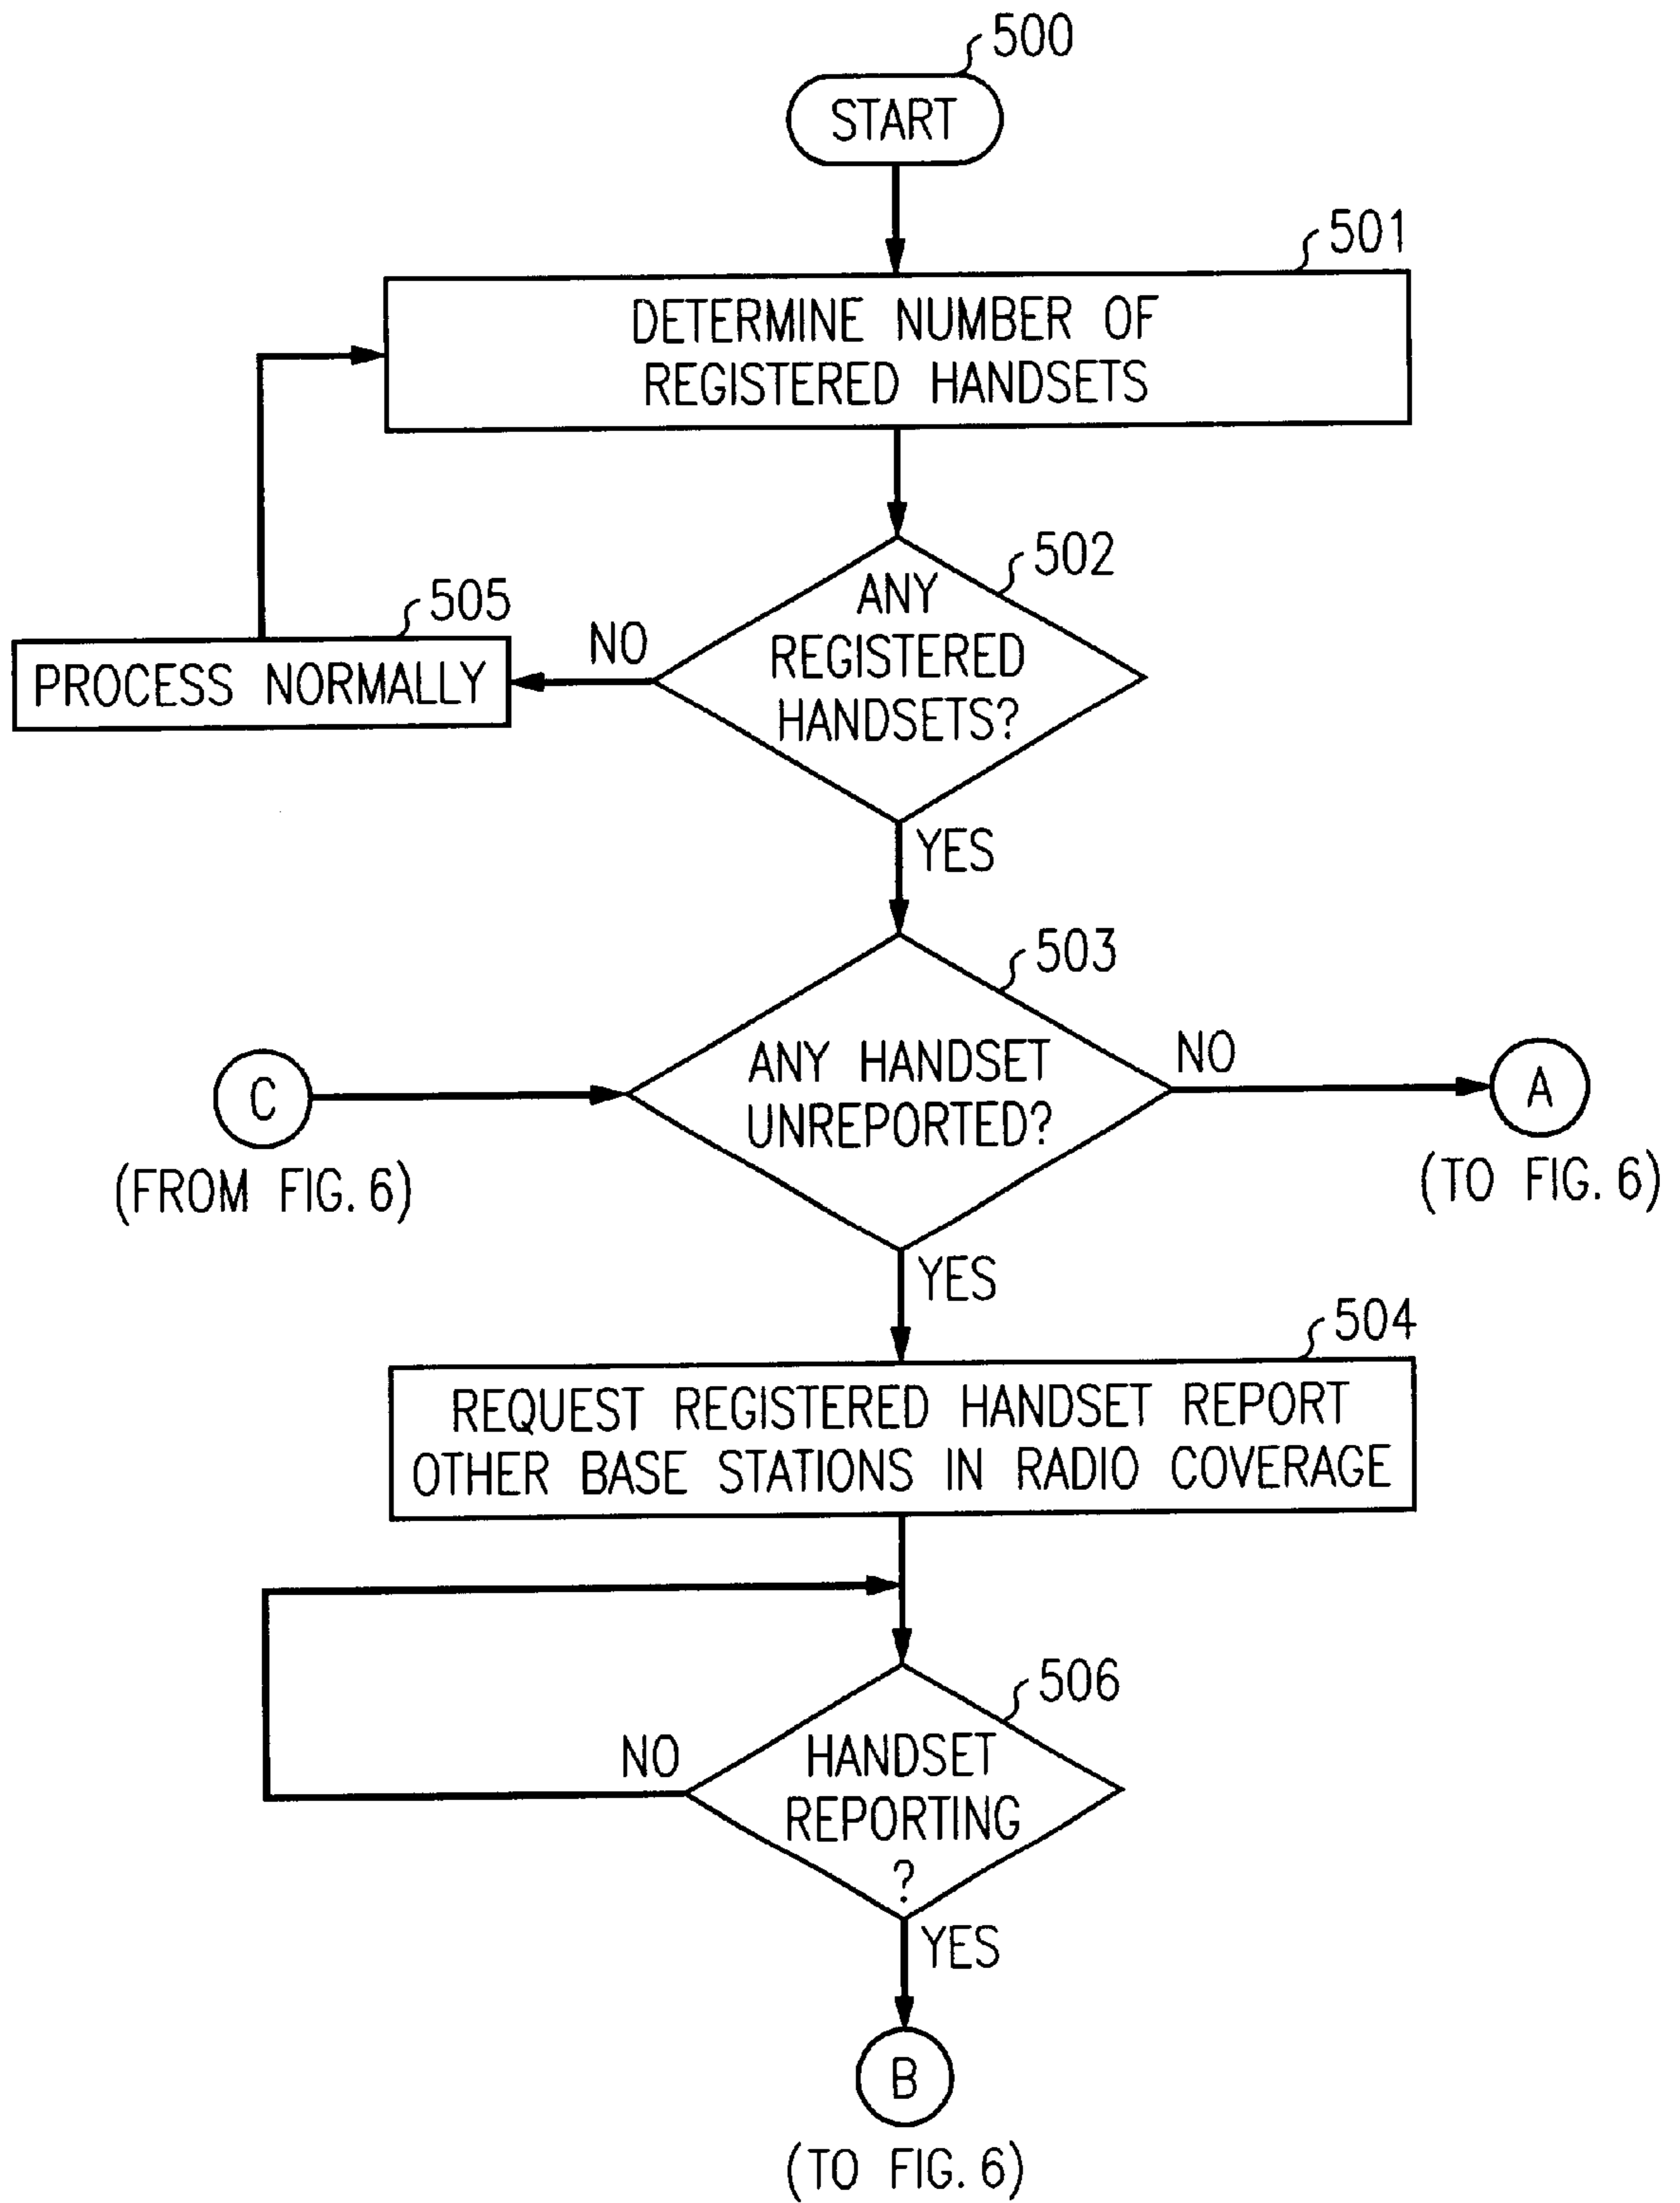 500
START
501
DETERMINE NUMBER OF
REGISTERED HANDSETS
502
ANY
REGISTERED
HANDSETS?
505
NO
PROCESS NORMALLY
YES
503
ANY HANDSET
UNREPORTED?
NO
C
A
(FROM FIG. 6)
(TO FIG. 6)
YES
504
REQUEST REGISTERED HANDSET REPORT
OTHER BASE STATIONS IN RADIO COVERAGE
506
HANDSET
REPORTING
?
NO
YES
B
(TO FIG. 6)